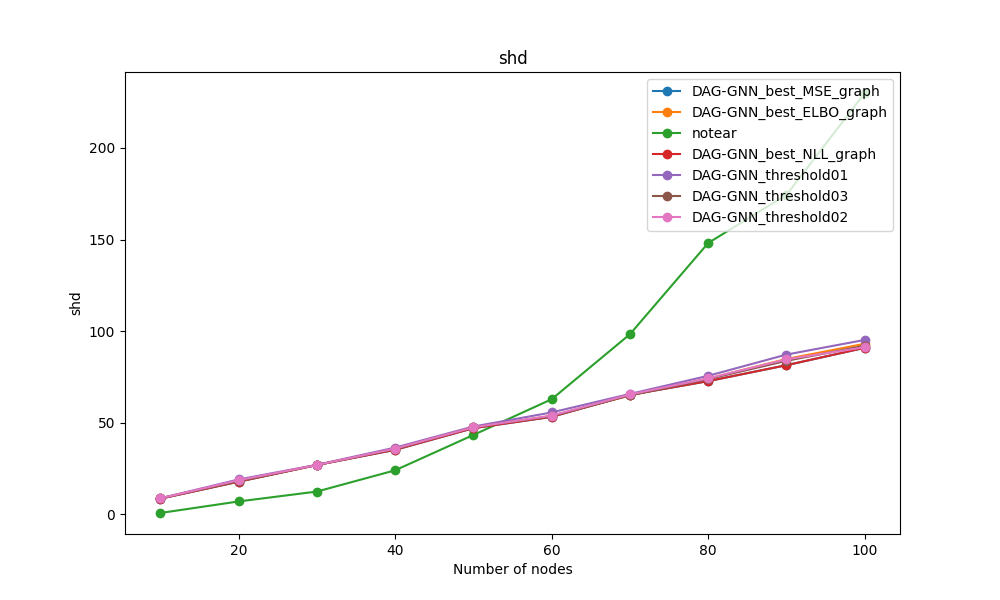 shd
200
150
100
50
0
shd
20
40
60
80
100
Number of nodes
DAG-GNN_best_MSE_graph
DAG-GNN_best_ELBO_graph
notear
DAG-GNN_best_NLL_graph
DAG-GNN_threshold01
DAG-GNN_threshold03
DAG-GNN_threshold02